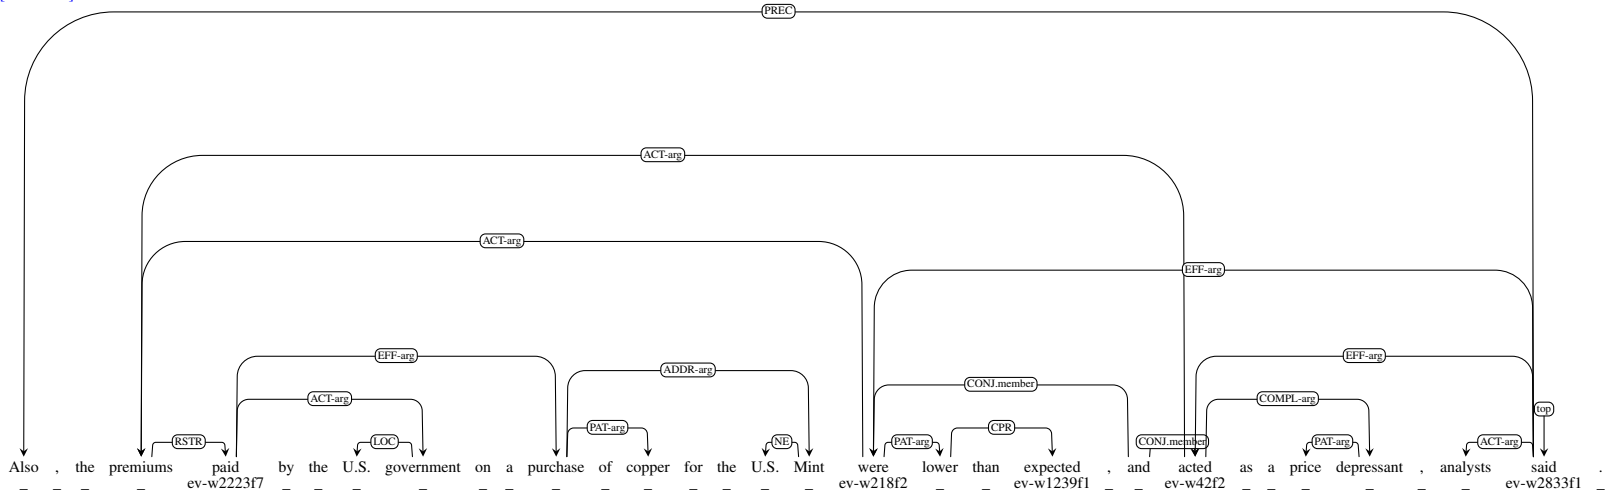 PREC
ACT-arg
ACT-arg
EFF-arg
EFF-arg EFF-arg
ADDR-arg
CONJ.member
ACT-arg COMPL-arg
top
PAT-arg CPR
RSTR LOC NE PAT-arg CONJ.member PAT-arg ACT-arg
Also , the premiums paid by the U.S. government on a purchase of copper for the U.S. Mint were lower than expected , and acted as a price depressant , analysts said .
_ _ _ _ ev-w2223f7 _ _ _ _ _ _ _ _ _ _ _ _ _ ev-w218f2 _ _ ev-w1239f1 _ _ ev-w42f2 _ _ _ _ _ _ ev-w2833f1 _